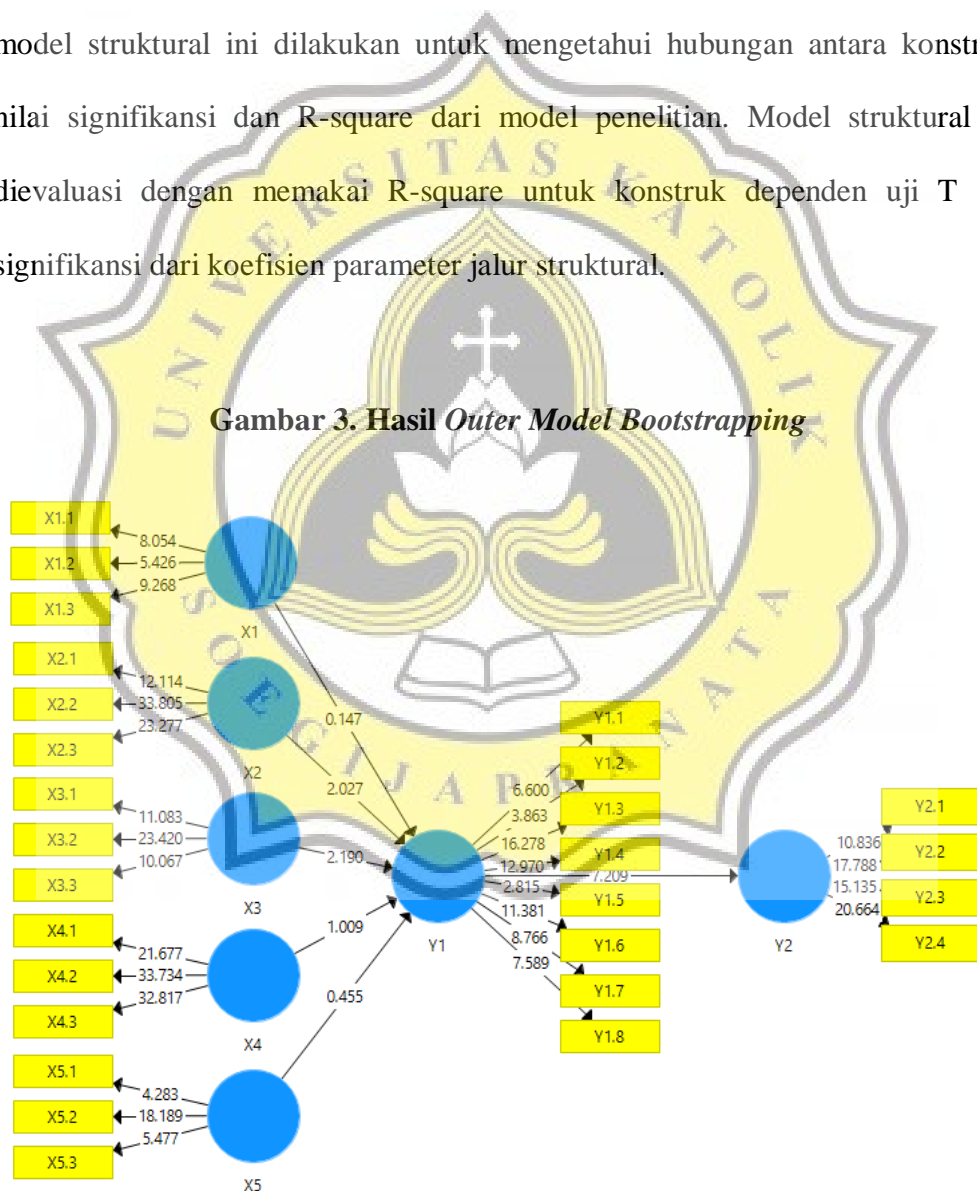 model struktural ini dilakukan untuk mengetahui hubungan antara konstr
nilai signifikansi dan R-square dari model penelitian. Model struktural
dievaluasi dengan memakai R-square untuk konstruk dependen uji T
signifikansi dari koefisien parameter jalur struktural.
UNIVERSITAS KATOLIK
SOEGIJAPRANATA
Gambar 3. Hasil Outer Model Bootstrapping
X1.1
X1.2
X1.3
8.054
5.426
9.268
X1
X2.1
X2.2
X2.3
12.114
33.805
23.277
X2
X3.1
X3.2
X3.3
11.083
23.420
10.067
X3
X4.1
X4.2
X4.3
21.677
33.734
32.817
X4
X5.1
X5.2
X5.3
4.283
18.189
5.477
X5
0.147
2.027
2.190
1.009
0.455
Y1
6.600
3.863
16.278
12.970
2.815
11.381
8.766
7.589
Y1.1
Y1.2
Y1.3
Y1.4
Y1.5
Y1.6
Y1.7
Y1.8
7.209
Y2
10.836
17.788
15.135
20.664
Y2.1
Y2.2
Y2.3
Y2.4